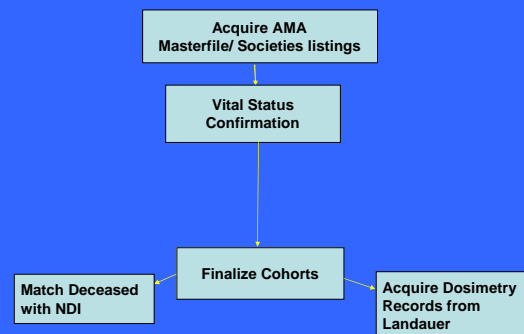 Acquire AMA
Masterfile/ Societies listings
Vital Status
Confirmation
Finalize Cohorts
Match Deceased
with NDI
Acquire Dosimetry
Records from
Landauer